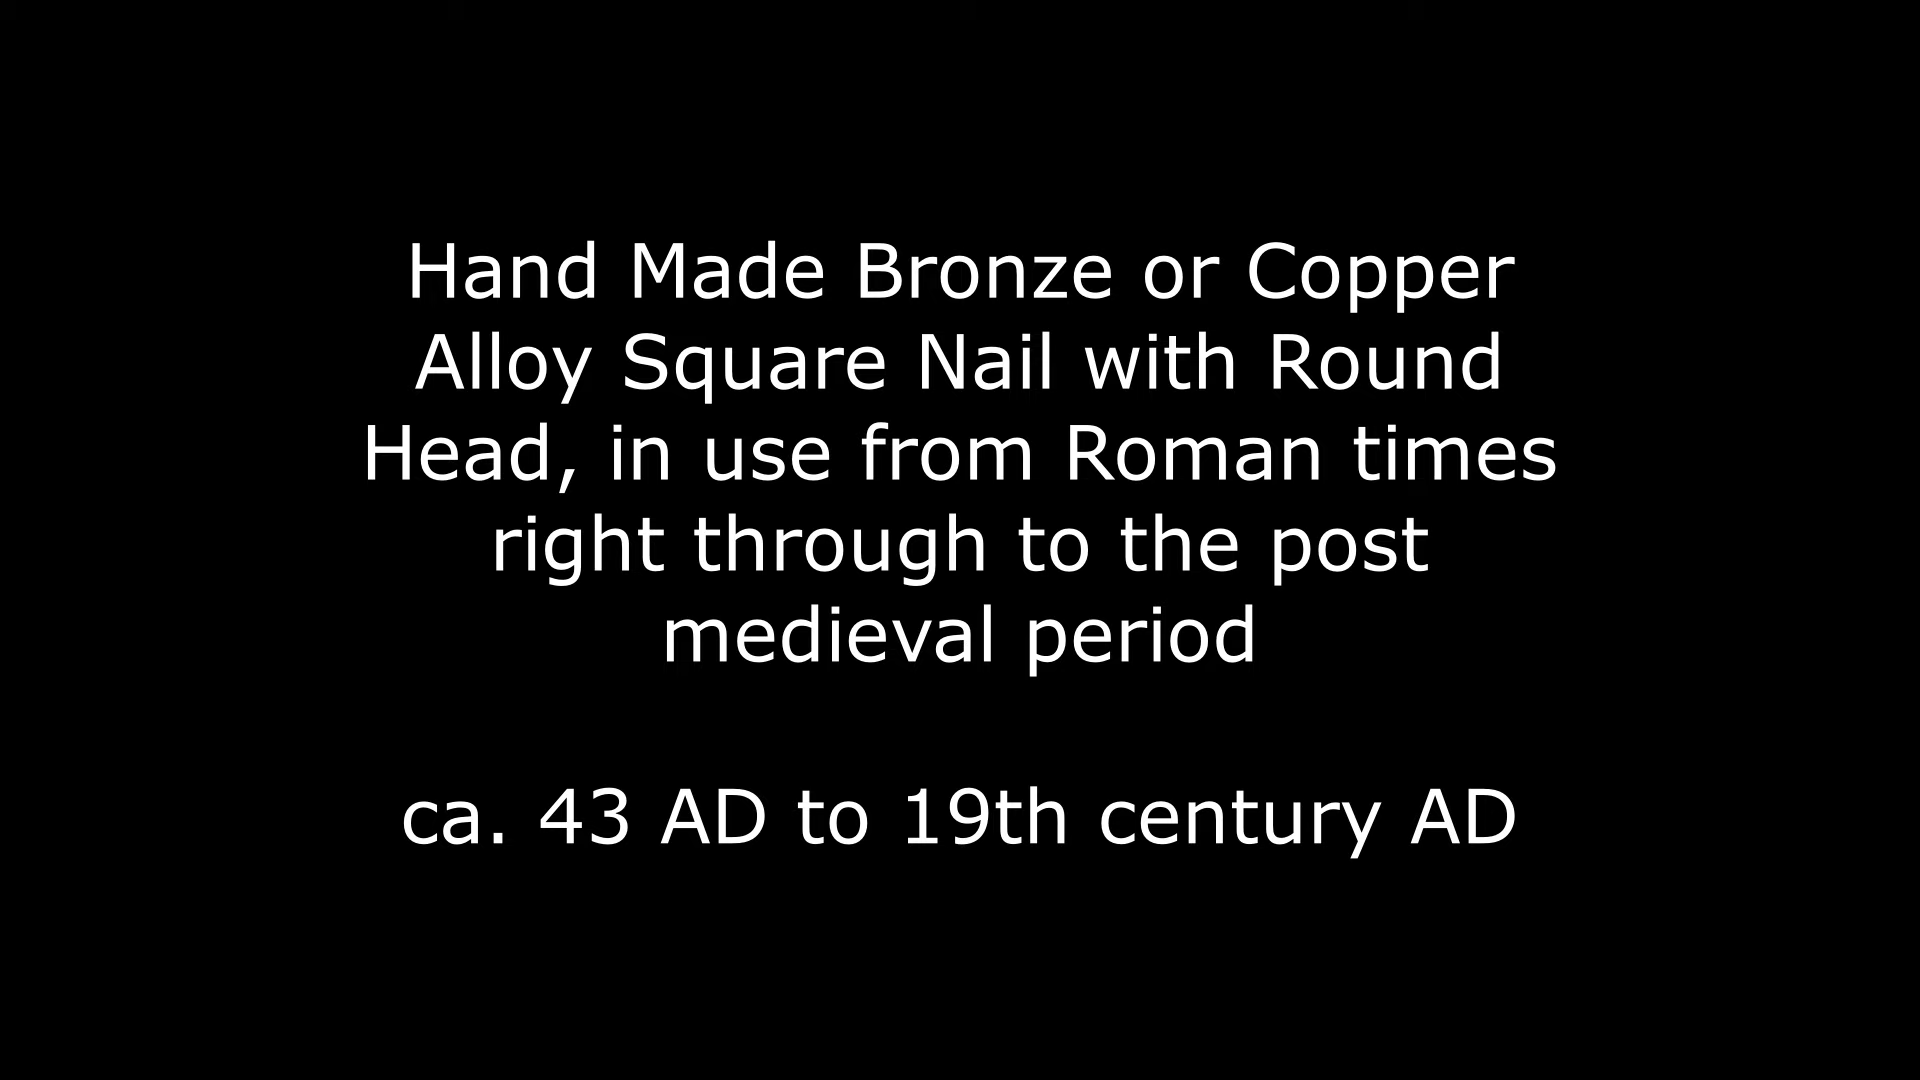 Hand Made Bronze or Copper
Alloy Square Nail with Round
Head, in use from Roman times
right through to the post
medieval period
ca. 43 AD to 19th century AD